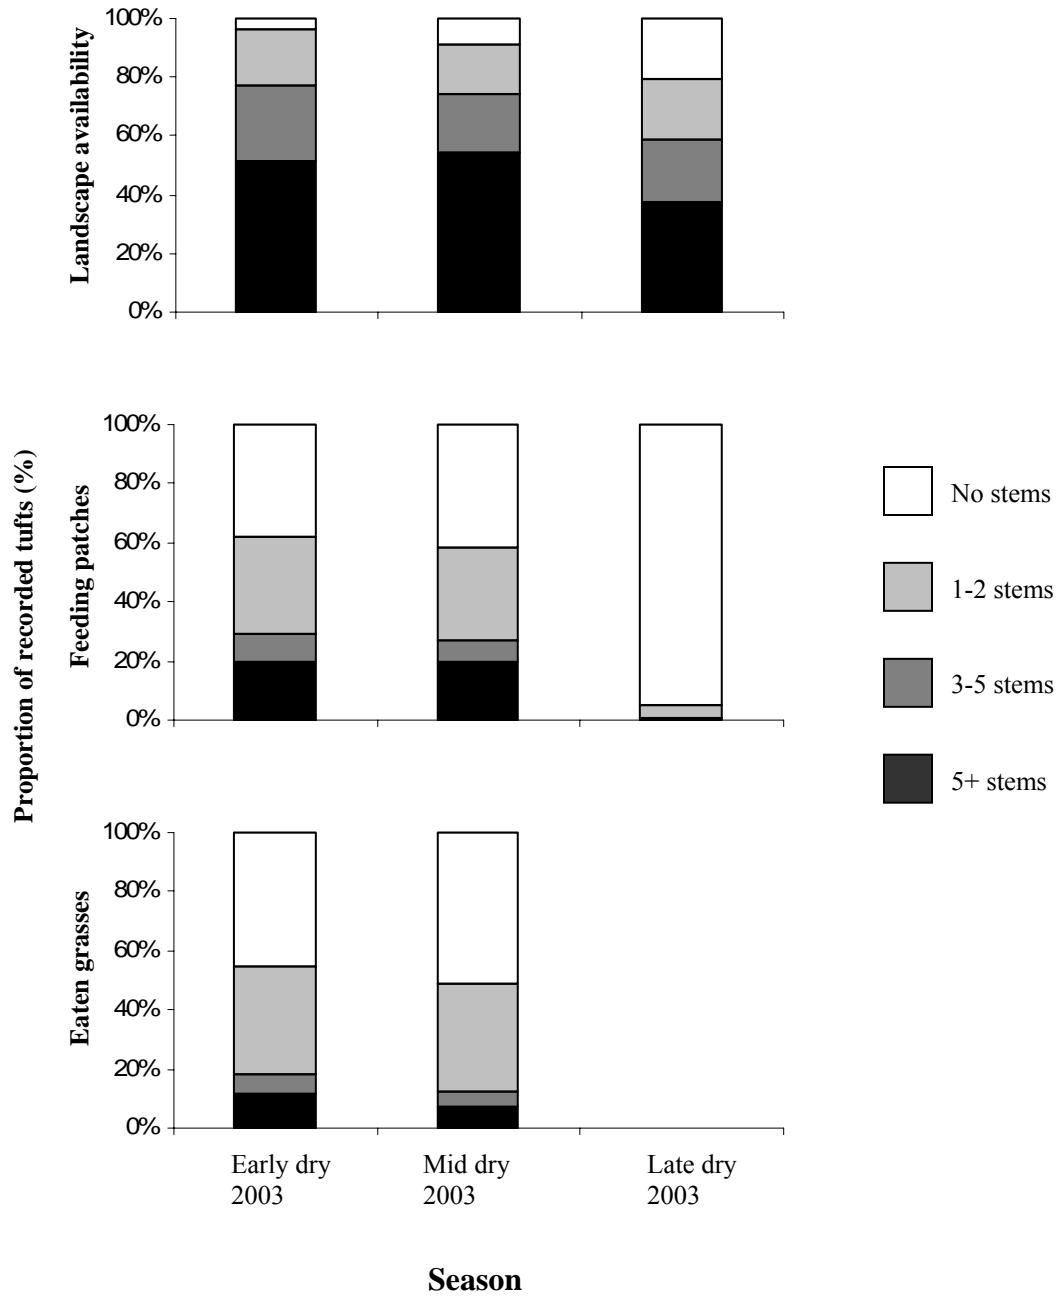 Proportion of recorded tufts (%)
Landscape availability
100%
80%
60%
40%
20%
0%
Feeding patches
100%
80%
60%
40%
20%
0%
Eaten grasses
100%
80%
60%
40%
20%
0%
Early dry
2003
Mid dry
2003
Late dry
2003
Season
No stems
1-2 stems
3-5 stems
5+ stems